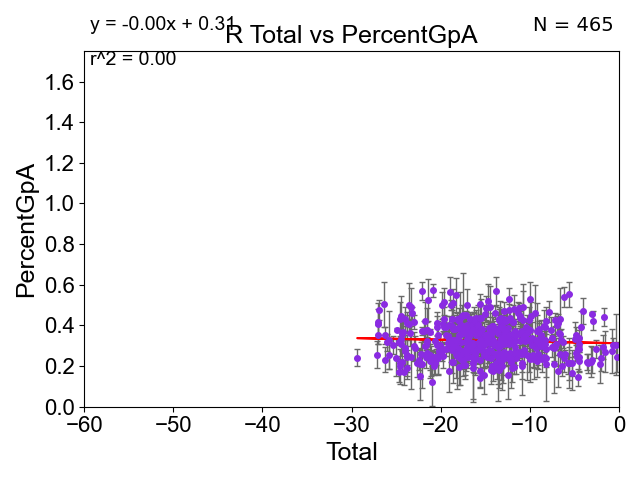 y = -0.00x + 0.31
N = 465
R Total vs PercentGpA
r^2 = 0.00
PercentGpA
1.6
1.4
1.2
1.0
0.8
0.6
0.4
0.2
0.0
−60 −50 −40 −30 −20 −10 0
Total